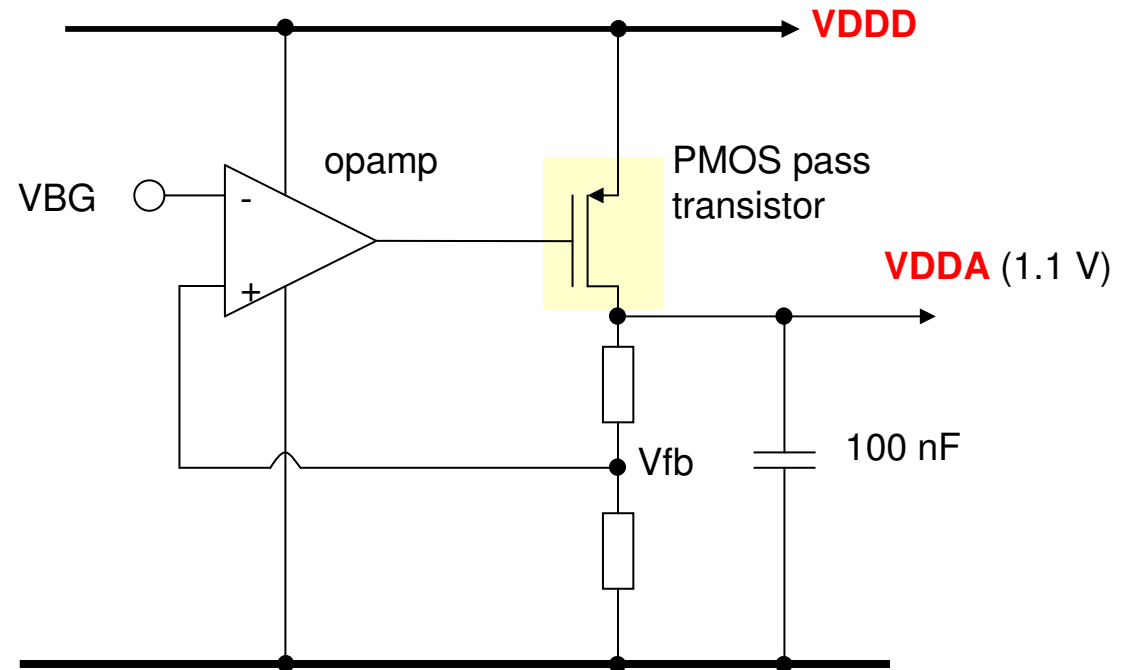 VDDD
opamp
PMOS pass
transistor
VBG
-
+
VDDA (1.1 V)
Vfb
100 nF